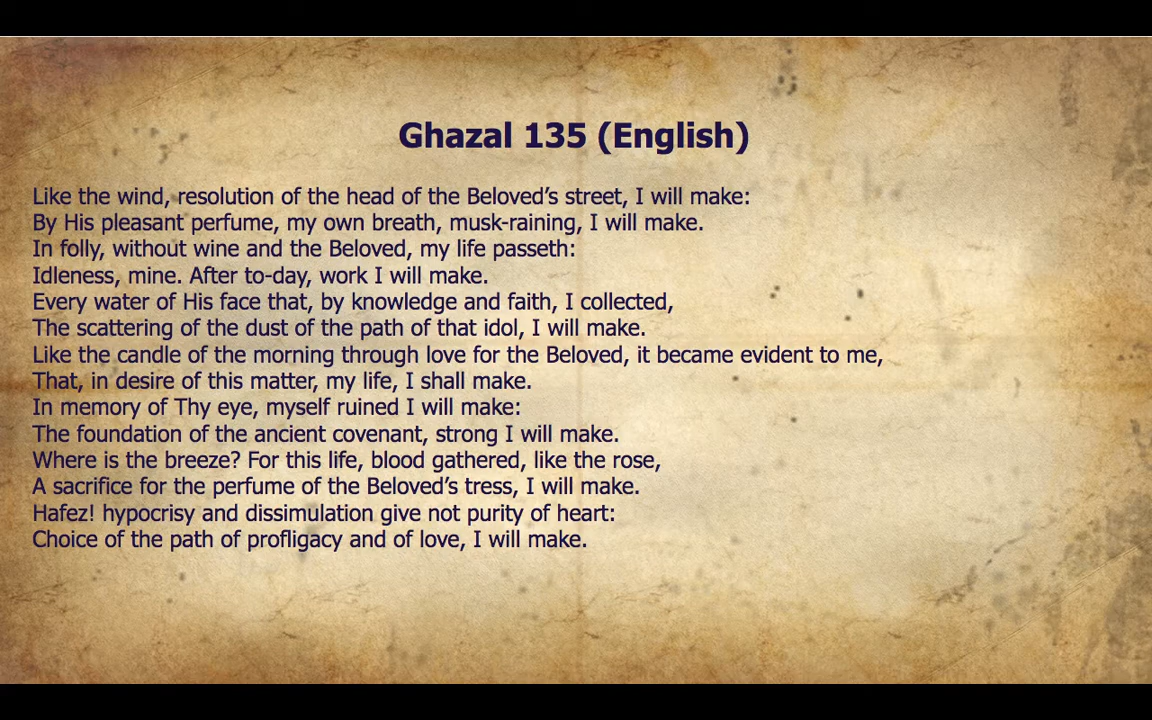 Ghazal 135 (English)
Like the wind, resolution of the head of the Beloved’s street, I will make:
By His pleasant perfume, my own breath, musk-raining, I will make.
In folly, without wine and the Beloved, my life passeth:
Idleness, mine. After to-day, work I will make.
Every water of His face that, by knowledge and faith, I collected,
The scattering of the dust of the path of that idol, I will make.
Like the candle of the morning through love for the Beloved, it became evident to me,
That, in desire of this matter, my life, I shall make.
In memory of Thy eye, myself ruined I will make:
The foundation of the ancient covenant, strong I will make.
Where is the breeze? For this life, blood gathered, like the rose,
A sacrifice for the perfume of the Beloved’s tress, I will make.
Hafez! hypocrisy and dissimulation give not purity of heart:
Choice of the path of profligacy and of love, I will make.